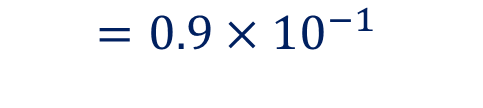 = 0.9 × 10⁻¹